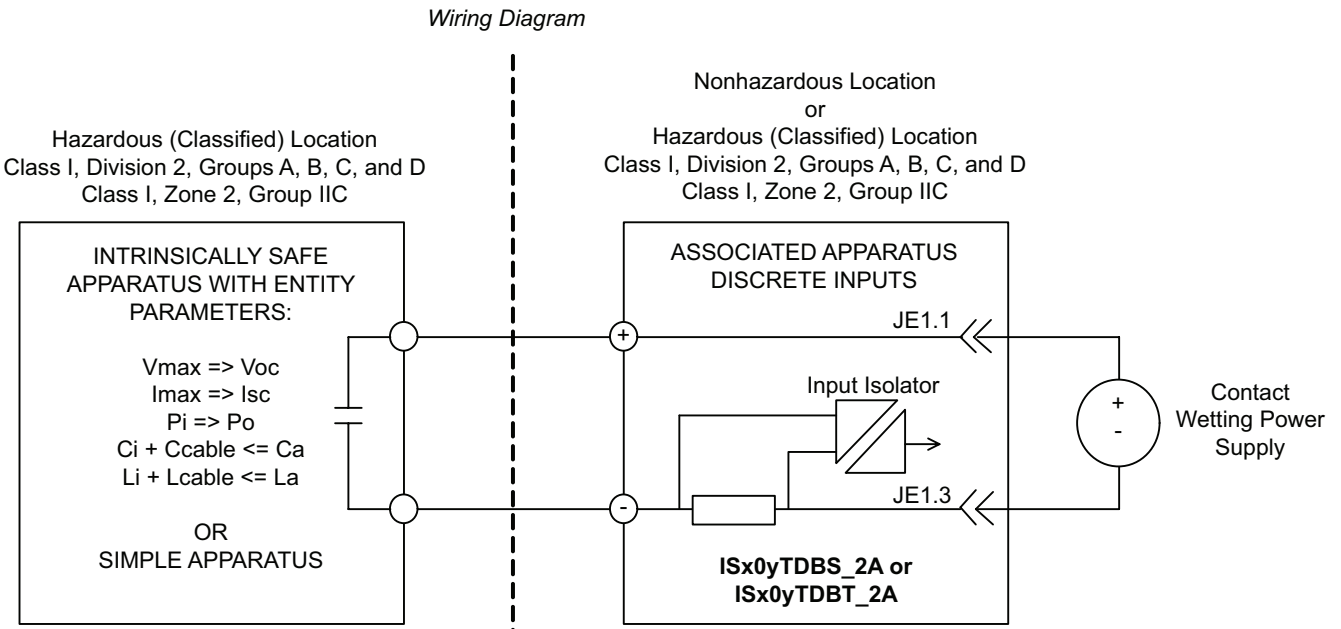 Wiring Diagram
Hazardous (Classified) Location
Class I, Division 2, Groups A, B, C, and D
Class I, Zone 2, Group IIC
INTRINSICALLY SAFE
APPARATUS WITH ENTITY
PARAMETERS:
Vmax => Voc
Imax => Isc
Pi => Po
Ci + Ccable <= Ca
Li + Lcable <= La
OR
SIMPLE APPARATUS
Nonhazardous Location
or
Hazardous (Classified) Location
Class I, Division 2, Groups A, B, C, and D
Class I, Zone 2, Group IIC
ASSOCIATED APPARATUS
DISCRETE INPUTS
JE1.1
+
Input Isolator
-
JE1.3
ISx0yTDBS_2A or
ISx0yTDBT_2A
+
-
Contact
Wetting Power
Supply